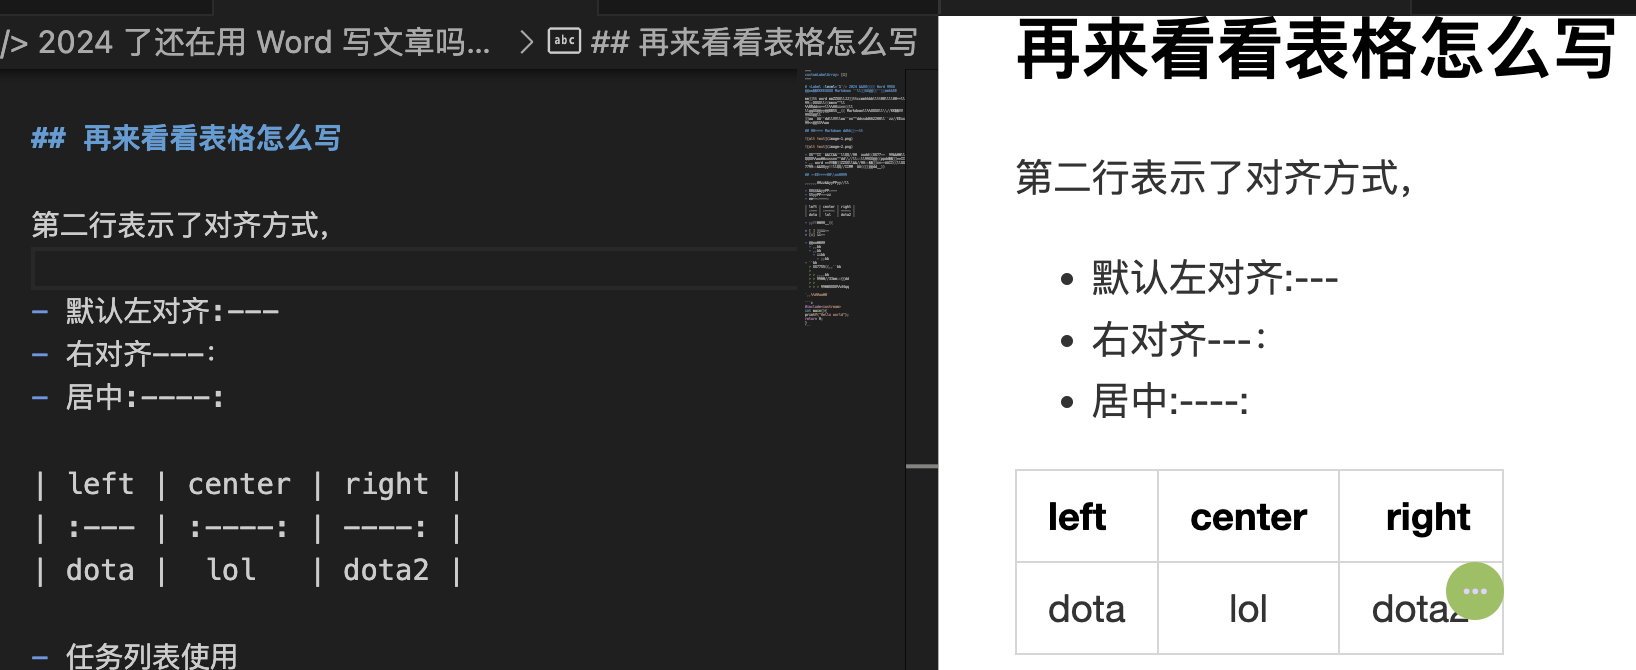 /> 2024 了还在用 Word 写文章吗... > abc ## 再来看看表格怎么写
## 再来看看表格怎么写
第二行表示了对齐方式，
- 默认左对齐:---
- 右对齐---：
- 居中:----:
| left | center | right |
| :--- | :----: | ----: |
| dota |  lol   | dota2 |
- 任务列表使用
再来看看表格怎么写
第二行表示了对齐方式，
• 默认左对齐:---
• 右对齐---：
• 居中:----:
left center right
dota lol dota2